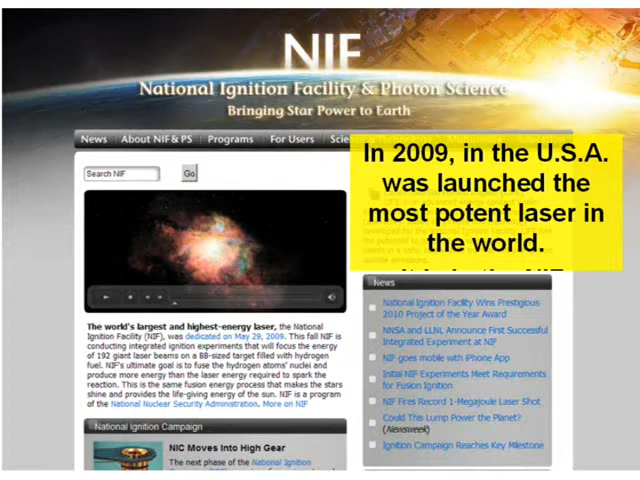 NIF
National Ignition Facility & Photon Science
Bringing Star Power to Earth
News About NIF & PS Programs For Users
In 2009, in the U.S.A.
was launched the
most potent laser in
the world.
Search NIF
Go
News
National Ignition Facility Wins Prestigious
2010 Project of the Year Award
NNSA and LLNL Announce First Successful
Integrated Experiment at NIF
NIF goes mobile with iPhone App
Initial NIF Experiments Meet Requirements
for Fusion Ignition
NIF Fires Record 1-Megajoule Laser Shot
Could This Lump Power the Planet?
(Newsweek)
Ignition Campaign Reaches Key Milestone
The world's largest and highest-energy laser, the National
Ignition Facility (NIF), was dedicated on May 29, 2009. This fall NIF is
conducting integrated ignition experiments that will focus the energy
of 192 giant laser beams on a BB-sized target filled with hydrogen
fuel. NIF's ultimate goal is to fuse the hydrogen atoms' nuclei and
produce more energy than the laser energy required to spark the
reaction. This is the same fusion energy process that makes the stars
shine and provides the life-giving energy of the sun. NIF is a program
of the National Nuclear Security Administration. More on NIF
National Ignition Campaign
NIC Moves Into High Gear
The next phase of the National Ignition